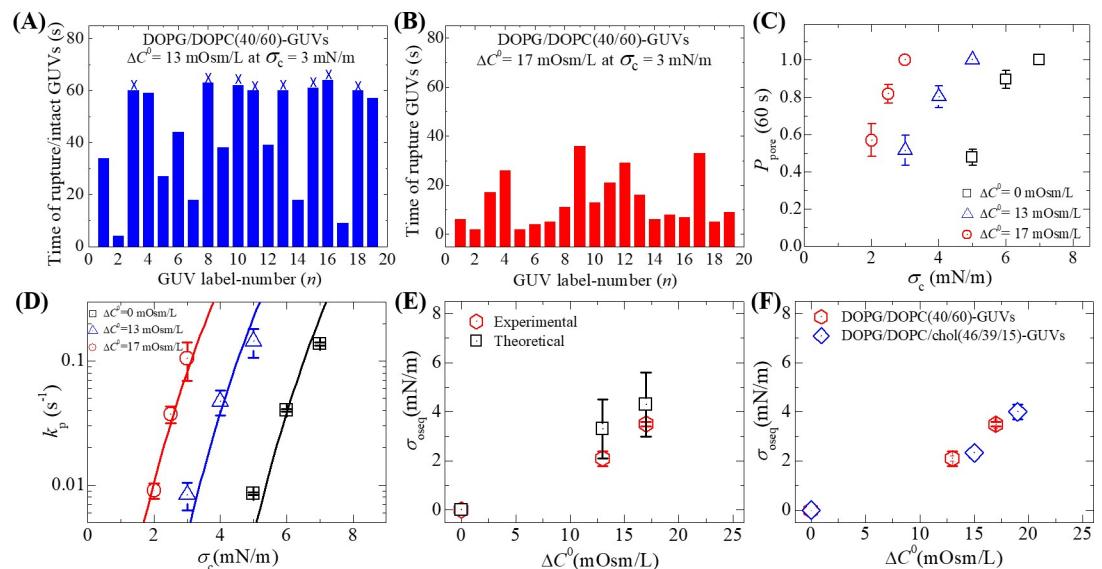 (A)
DOPG/DOPC(40/60)-GUVs
ΔC⁰ = 13 mOsm/L at σc = 3 mN/m
X X X X X X X X
Time of rupture/intact GUVs (s)
80
60
40
20
0
0 2 4 6 8 10 12 14 16 18 20
GUV label-number (n)
(B)
DOPG/DOPC(40/60)-GUVs
ΔC⁰ = 17 mOsm/L at σc = 3 mN/m
Time of rupture GUVs (s)
80
60
40
20
0
0 2 4 6 8 10 12 14 16 18 20
GUV label-number (n)
(C)
Ppore (60 s)
1.0
0.8
0.6
0.4
0.2
0.0
ΔC⁰= 0 mOsm/L
ΔC⁰= 13 mOsm/L
ΔC⁰= 17 mOsm/L
0 2 4 6 8
σc (mN/m)
(D)
ΔC⁰=0 mOsm/L
ΔC⁰=13 mOsm/L
ΔC⁰=17 mOsm/L
kp (s⁻¹)
0.1
0.01
0 2 4 6 8
σc(mN/m)
(E)
Experimental
Theoretical
σoseq(mN/m)
8
6
4
2
0
0 5 10 15 20 25
ΔC⁰(mOsm/L)
(F)
DOPG/DOPC(40/60)-GUVs
DOPG/DOPC/chol(46/39/15)-GUVs
σoseq(mN/m)
8
6
4
2
0
0 5 10 15 20 25
ΔC⁰(mOsm/L)